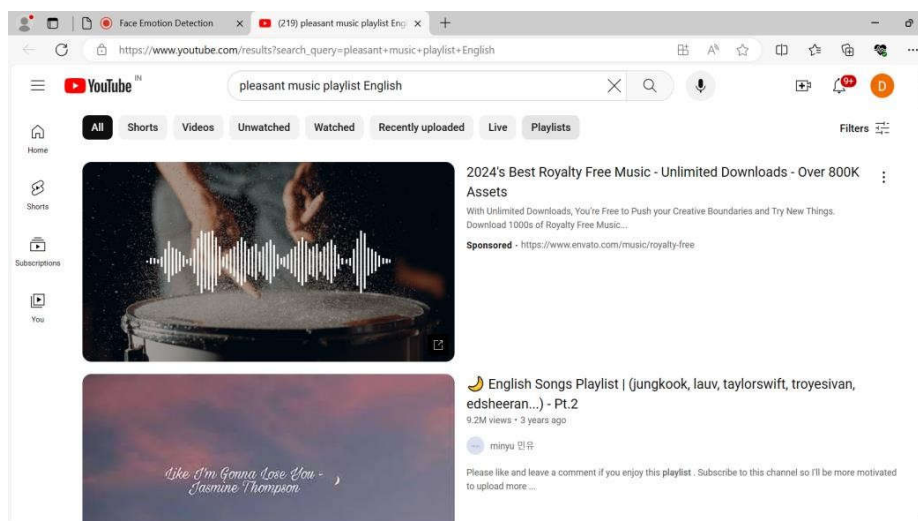 Face Emotion Detection
(219) pleasant music playlist Eng
https://www.youtube.com/results?search_query=pleasant+music+playlist+English
YouTube IN
pleasant music playlist English
9+
D
All Shorts Videos Unwatched Watched Recently uploaded Live Playlists
Filters
Home
Shorts
Subscriptions
You
2024's Best Royalty Free Music - Unlimited Downloads - Over 800K
Assets
With Unlimited Downloads, You're Free to Push your Creative Boundaries and Try New Things.
Download 1000s of Royalty Free Music...
Sponsored · https://www.envato.com/music/royalty-free
Like I'm Gonna Lose You -
Jasmine Thompson
🌙 English Songs Playlist | (jungkook, lauv, taylorswift, troyesivan,
edsheeran...) - Pt.2
9.2M views • 3 years ago
minyu 민유
Please like and leave a comment if you enjoy this playlist . Subscribe to this channel so I'll be more motivated
to upload more ...